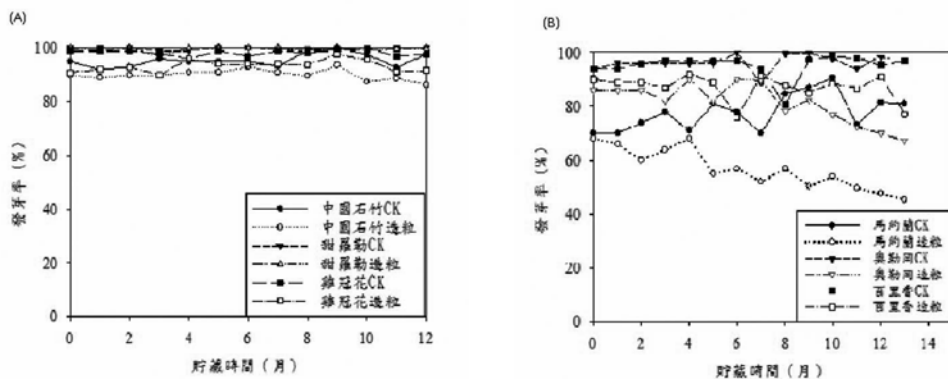 (A)
100
80
60
40
20
0
發芽率（%）
中國石竹CK
中國石竹造粒
甜羅勒CK
甜羅勒造粒
雞冠花CK
雞冠花造粒
0 2 4 6 8 10 12
貯藏時間（月）
(B)
100
80
60
40
20
0
發芽率（%）
馬約蘭CK
馬約蘭造粒
奧勒岡CK
奧勒岡造粒
百里香CK
百里香造粒
0 2 4 6 8 10 12 14
貯藏時間（月）